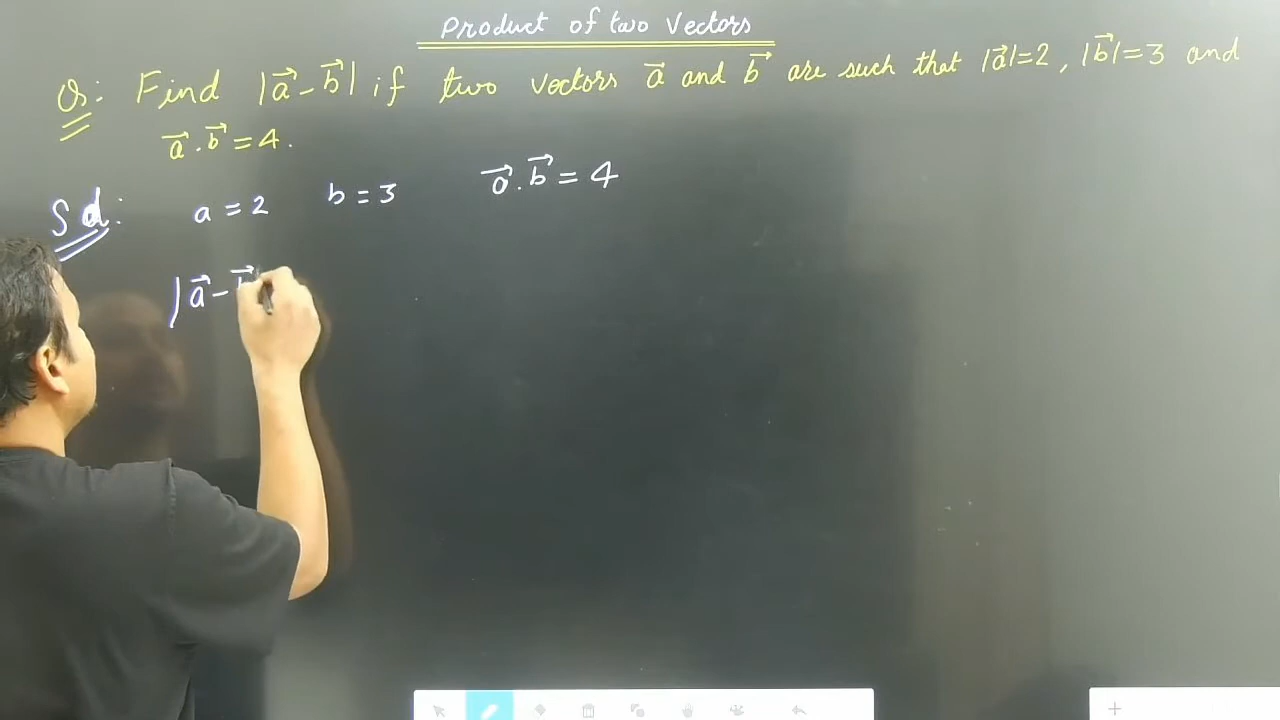 Product of two Vectors
Q: Find |a⃗ - b⃗| if two vectors a⃗ and b⃗ are such that |a⃗|=2, |b⃗|=3 and
a⃗.b⃗=4.
Sol: a=2 b=3 a⃗.b⃗=4
|a⃗-b⃗